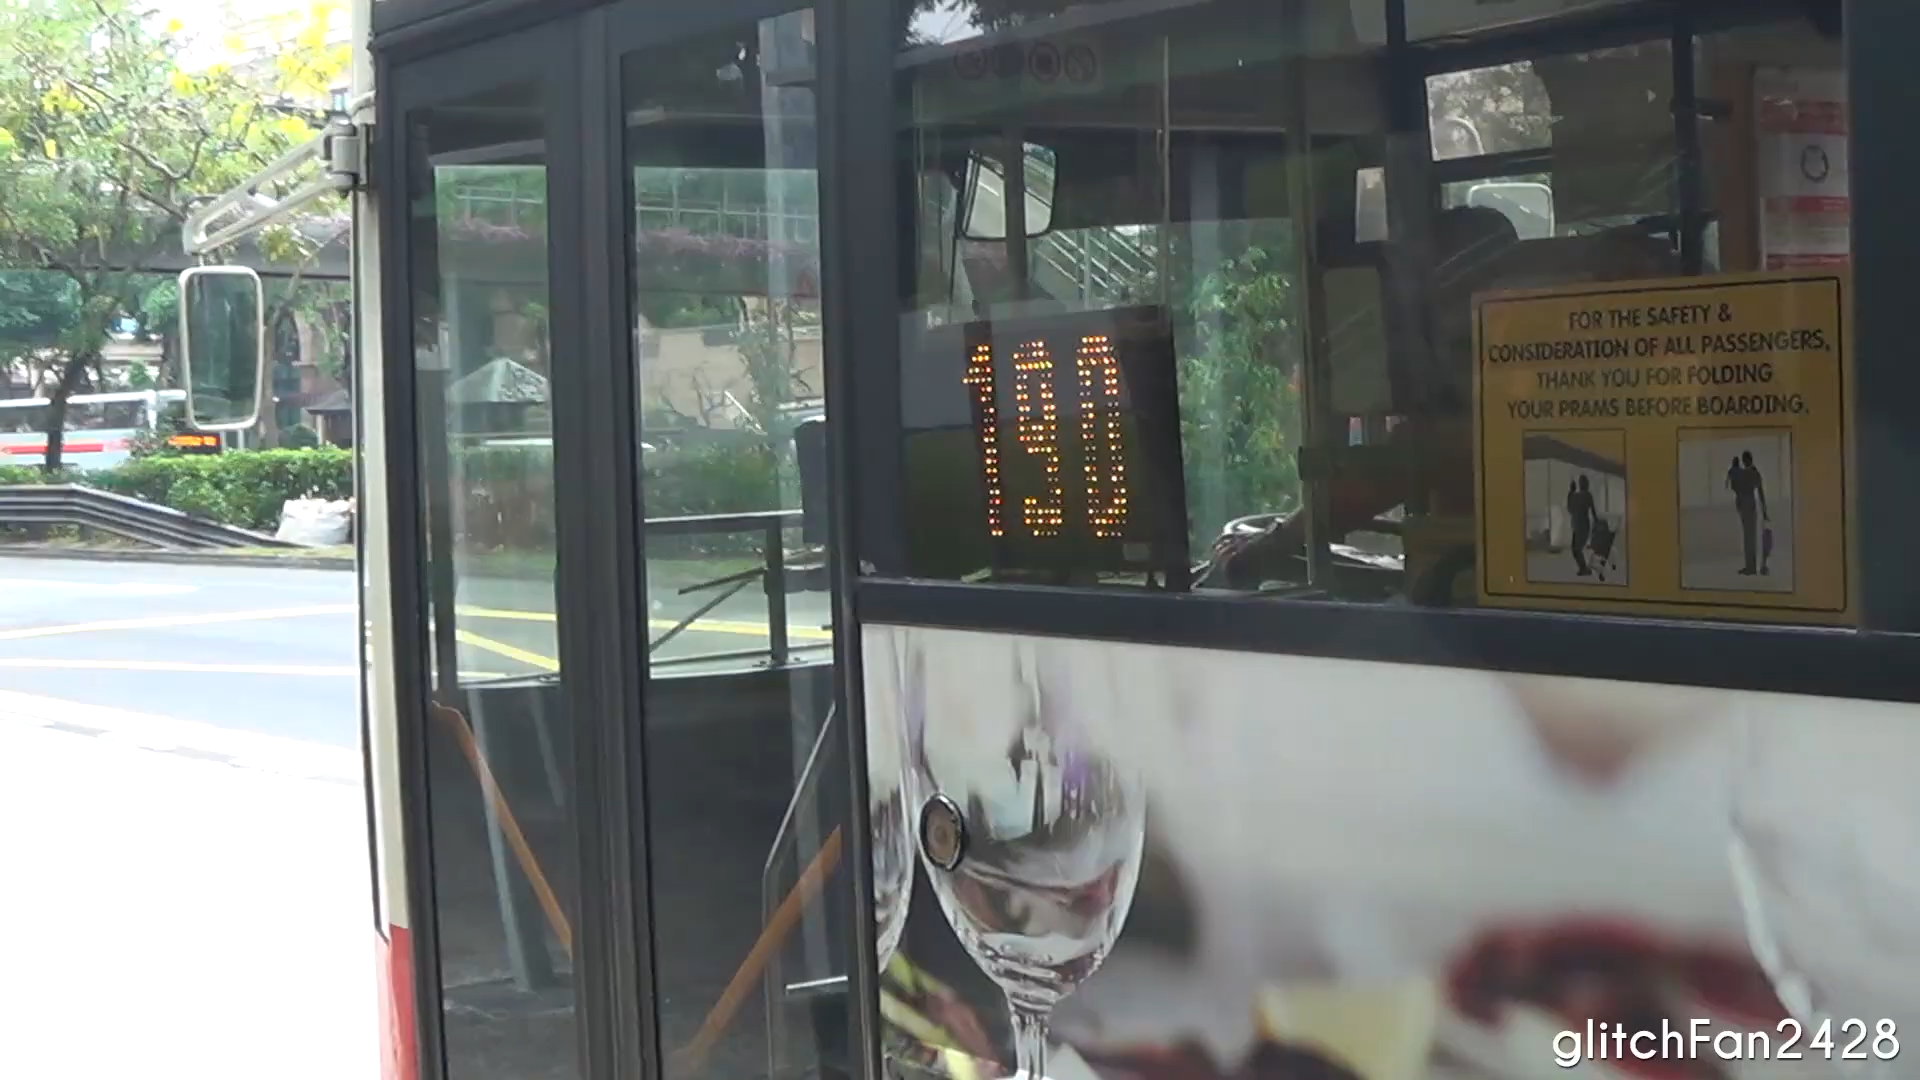 190
FOR THE SAFETY &
CONSIDERATION OF ALL PASSENGERS,
THANK YOU FOR FOLDING
YOUR PRAMS BEFORE BOARDING.
glitchFan2428